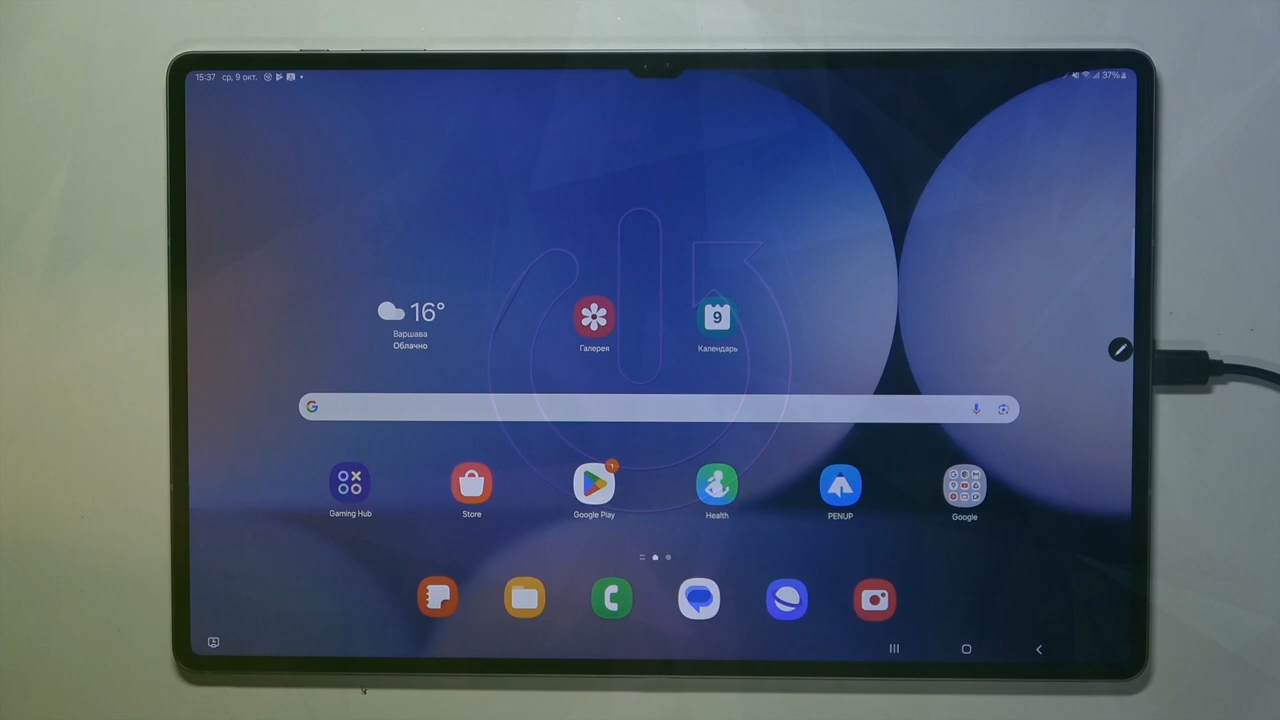 15:37 ср, 9 окт.
37%
16°
Варшава
Облачно
Галерея
9
Календарь
G
1
Gaming Hub
Store
Google Play
Health
PENUP
Google